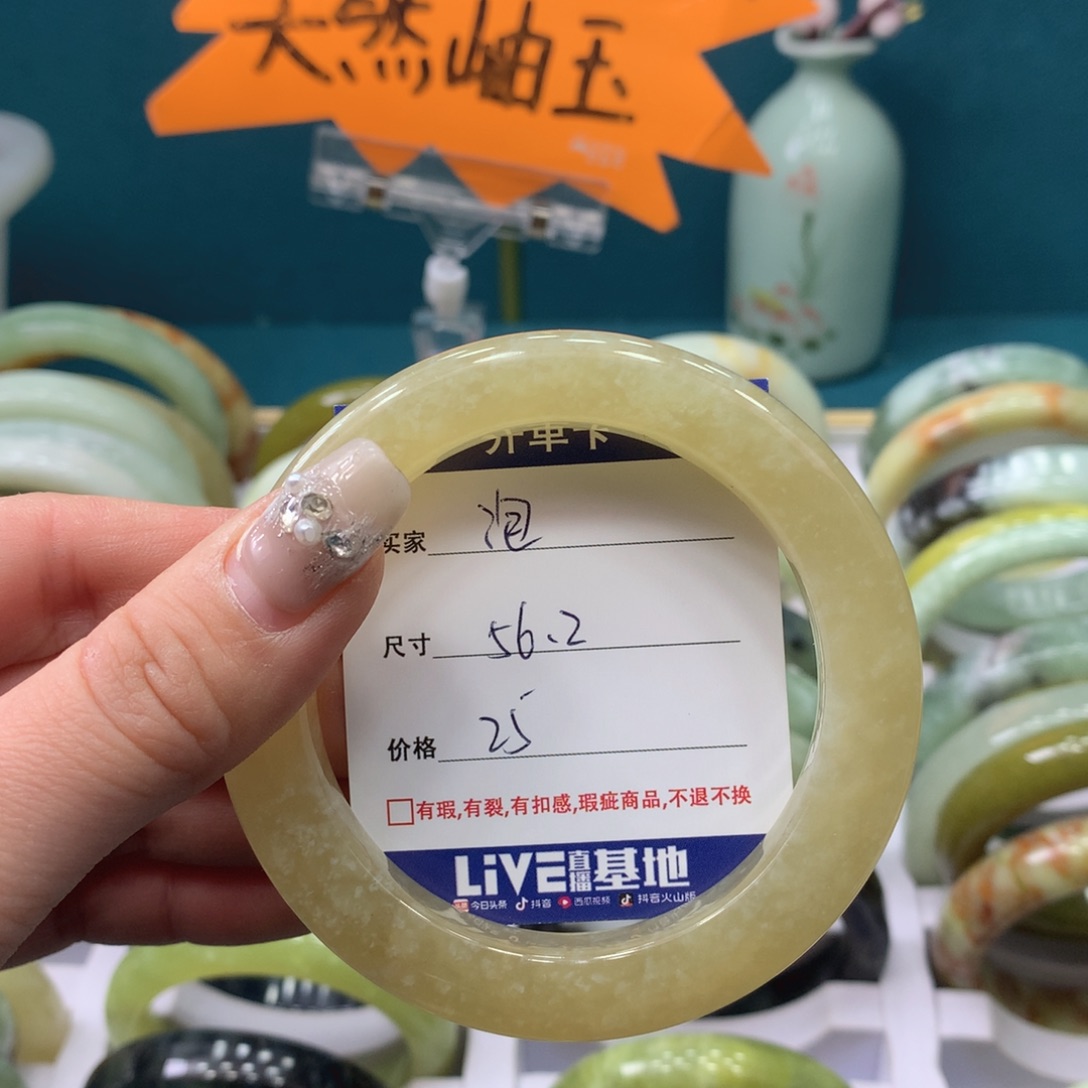 天然岫玉
开单卡
买家 泡
尺寸 56.2
价格 25
有瑕,有裂,有扣感,瑕疵商品,不退不换
LiVE直播基地
今日头条 抖音 西瓜视频 抖音火山版